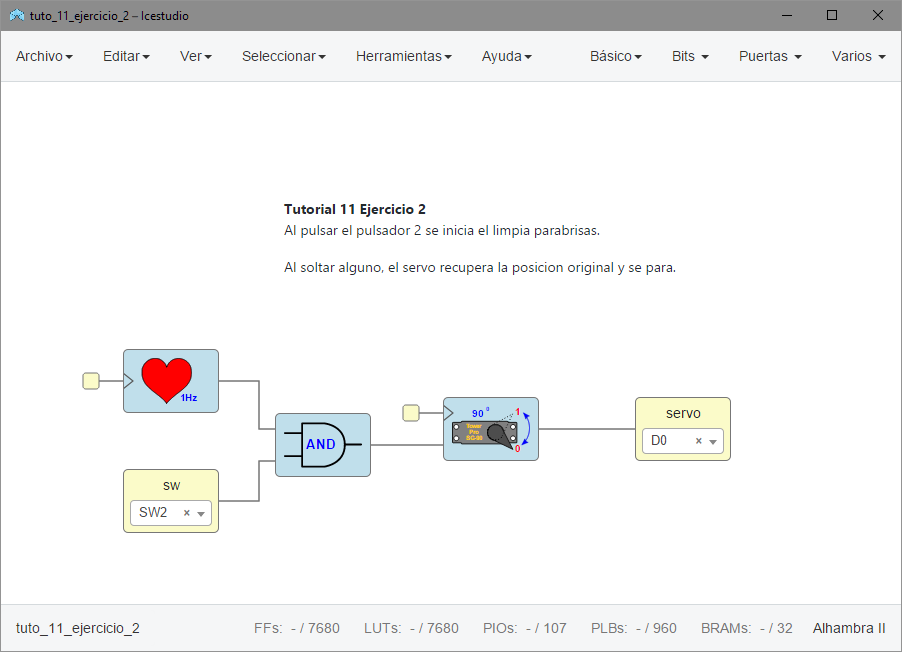 tuto_11_ejercicio_2 – Icestudio
Archivo Editar Ver Seleccionar Herramientas Ayuda Básico Bits Puertas Varios
Tutorial 11 Ejercicio 2
Al pulsar el pulsador 2 se inicia el limpia parabrisas.
Al soltar alguno, el servo recupera la posicion original y se para.
1Hz
AND
sw
SW2 ×
90 º
1
Tower
Pro
SG-90
0
servo
D0 ×
tuto_11_ejercicio_2 FFs: - / 7680 LUTs: - / 7680 PIOs: - / 107 PLBs: - / 960 BRAMs: - / 32 Alhambra II